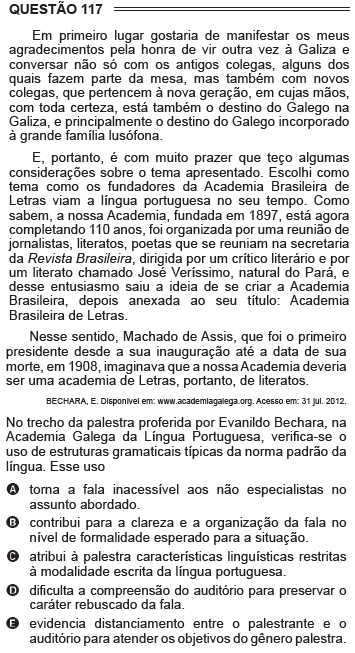 QUESTÃO 117
Em primeiro lugar gostaria de manifestar os meus
agradecimentos pela honra de vir outra vez à Galiza e
conversar não só com os antigos colegas, alguns dos
quais fazem parte da mesa, mas também com novos
colegas, que pertencem à nova geração, em cujas mãos,
com toda certeza, está também o destino do Galego na
Galiza, e principalmente o destino do Galego incorporado
à grande família lusófona.
E, portanto, é com muito prazer que teço algumas
considerações sobre o tema apresentado. Escolhi como
tema como os fundadores da Academia Brasileira de
Letras viam a língua portuguesa no seu tempo. Como
sabem, a nossa Academia, fundada em 1897, está agora
completando 110 anos, foi organizada por uma reunião de
jornalistas, literatos, poetas que se reuniam na secretaria
da Revista Brasileira, dirigida por um crítico literário e por
um literato chamado José Veríssimo, natural do Pará, e
desse entusiasmo saiu a ideia de se criar a Academia
Brasileira, depois anexada ao seu título: Academia
Brasileira de Letras.
Nesse sentido, Machado de Assis, que foi o primeiro
presidente desde a sua inauguração até a data de sua
morte, em 1908, imaginava que a nossa Academia deveria
ser uma academia de Letras, portanto, de literatos.
BECHARA, E. Disponível em: www.academiagalega.org. Acesso em: 31 jul. 2012.
No trecho da palestra proferida por Evanildo Bechara, na
Academia Galega da Língua Portuguesa, verifica-se o
uso de estruturas gramaticais típicas da norma padrão da
língua. Esse uso
A torna a fala inacessível aos não especialistas no
assunto abordado.
B contribui para a clareza e a organização da fala no
nível de formalidade esperado para a situação.
C atribui à palestra características linguísticas restritas
à modalidade escrita da língua portuguesa.
D dificulta a compreensão do auditório para preservar o
caráter rebuscado da fala.
E evidencia distanciamento entre o palestrante e o
auditório para atender os objetivos do gênero palestra.